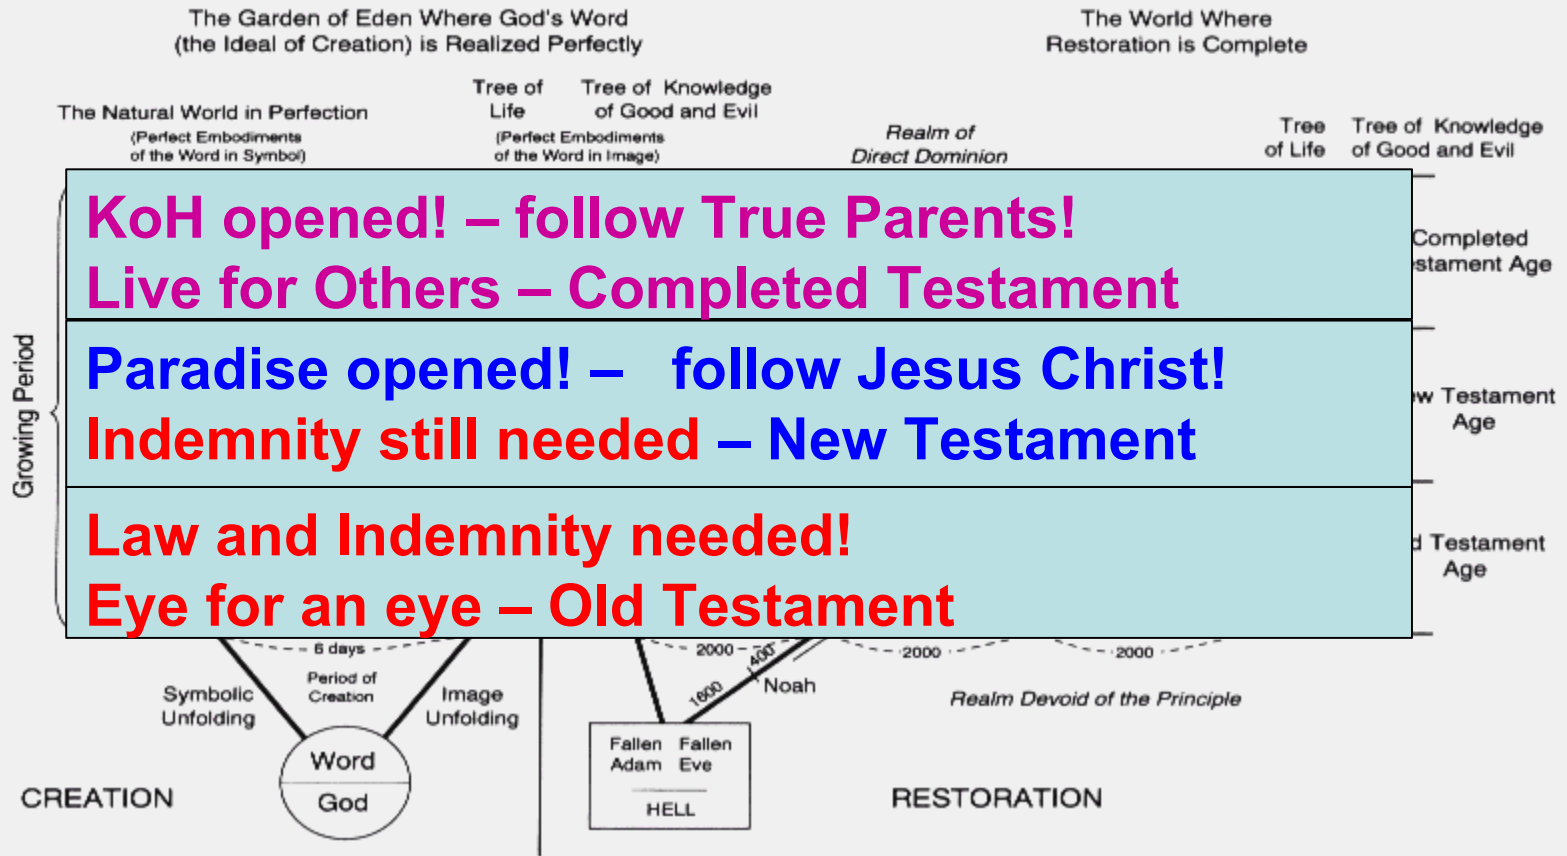 The Garden of Eden Where God's Word
(the Ideal of Creation) is Realized Perfectly
The World Where
Restoration is Complete
The Natural World in Perfection
(Perfect Embodiments
of the Word in Symbol)
Tree of
Life
Tree of Knowledge
of Good and Evil
(Perfect Embodiments
of the Word in Image)
Realm of
Direct Dominion
Tree
of Life
Tree of Knowledge
of Good and Evil
Growing Period
KoH opened! – follow True Parents!
Live for Others – Completed Testament
Completed
stament Age
Paradise opened! – follow Jesus Christ!
Indemnity still needed – New Testament
w Testament
Age
Law and Indemnity needed!
Eye for an eye – Old Testament
d Testament
Age
6 days
Period of
Creation
Symbolic
Unfolding
Image
Unfolding
Word
God
CREATION
2000
400
1600
Noah
2000
2000
Realm Devoid of the Principle
Fallen Adam
Fallen Eve
HELL
RESTORATION